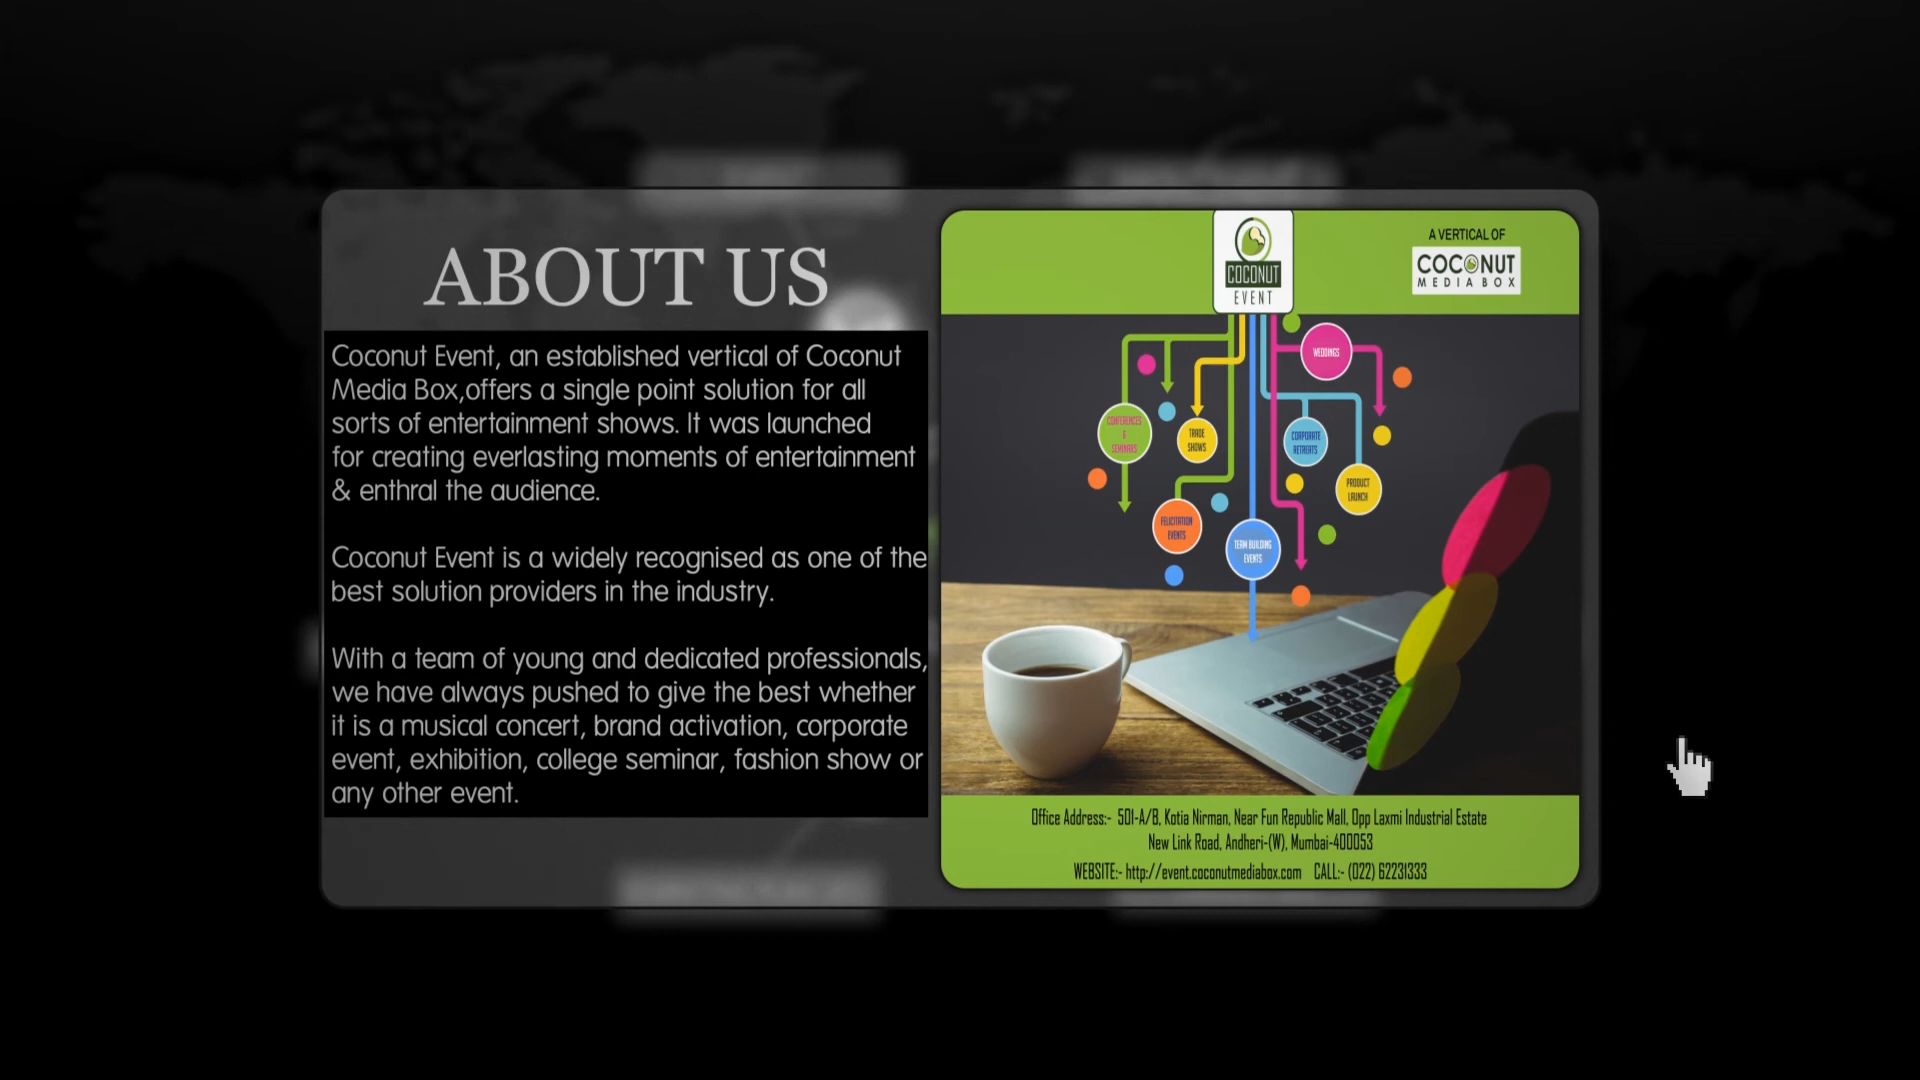 ABOUT US
Coconut Event, an established vertical of Coconut
Media Box,offers a single point solution for all
sorts of entertainment shows. It was launched
for creating everlasting moments of entertainment
& enthral the audience.
Coconut Event is a widely recognised as one of the
best solution providers in the industry.
With a team of young and dedicated professionals,
we have always pushed to give the best whether
it is a musical concert, brand activation, corporate
event, exhibition, college seminar, fashion show or
any other event.
COCONUT
EVENT
A VERTICAL OF
COCONUT
MEDIA BOX
WEDDINGS
CONFERENCES
&
SEMINARS
TRADE
SHOWS
CORPORATE
RETREATS
PRODUCT
LAUNCH
FELICITATION
EVENTS
TEAM BUILDING
EVENTS
Office Address:- 501-A/B, Kotia Nirman, Near Fun Republic Mall, Opp Laxmi Industrial Estate
New Link Road, Andheri-(W), Mumbai-400053
WEBSITE:- http://event.coconutmediabox.com CALL:- (022) 62231333